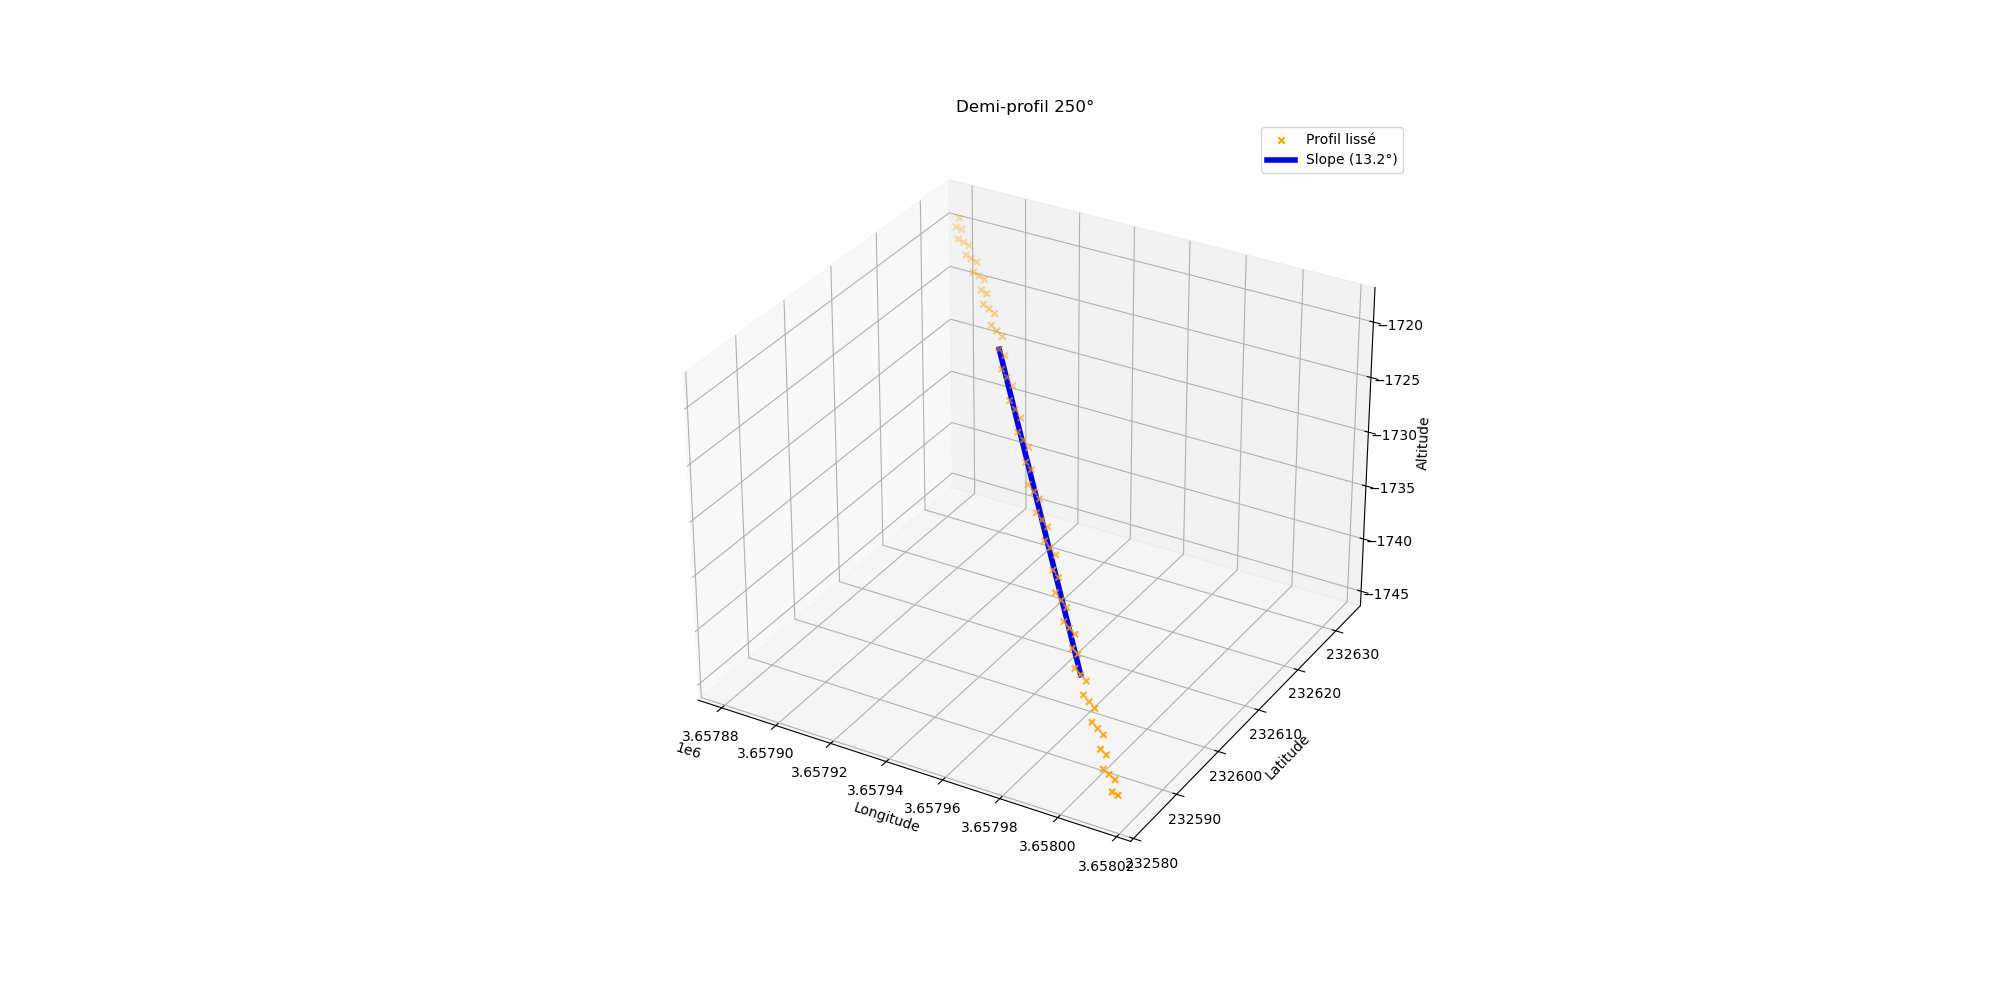 Demi-profil 250°
Profil lissé
Slope (13.2°)
−1720
−1725
−1730
−1735
−1740
−1745
Altitude
232630
232620
232610
232600
232590
232580
Latitude
3.65788
3.65790
3.65792
3.65794
3.65796
3.65798
3.65800
3.65802
1e6
Longitude